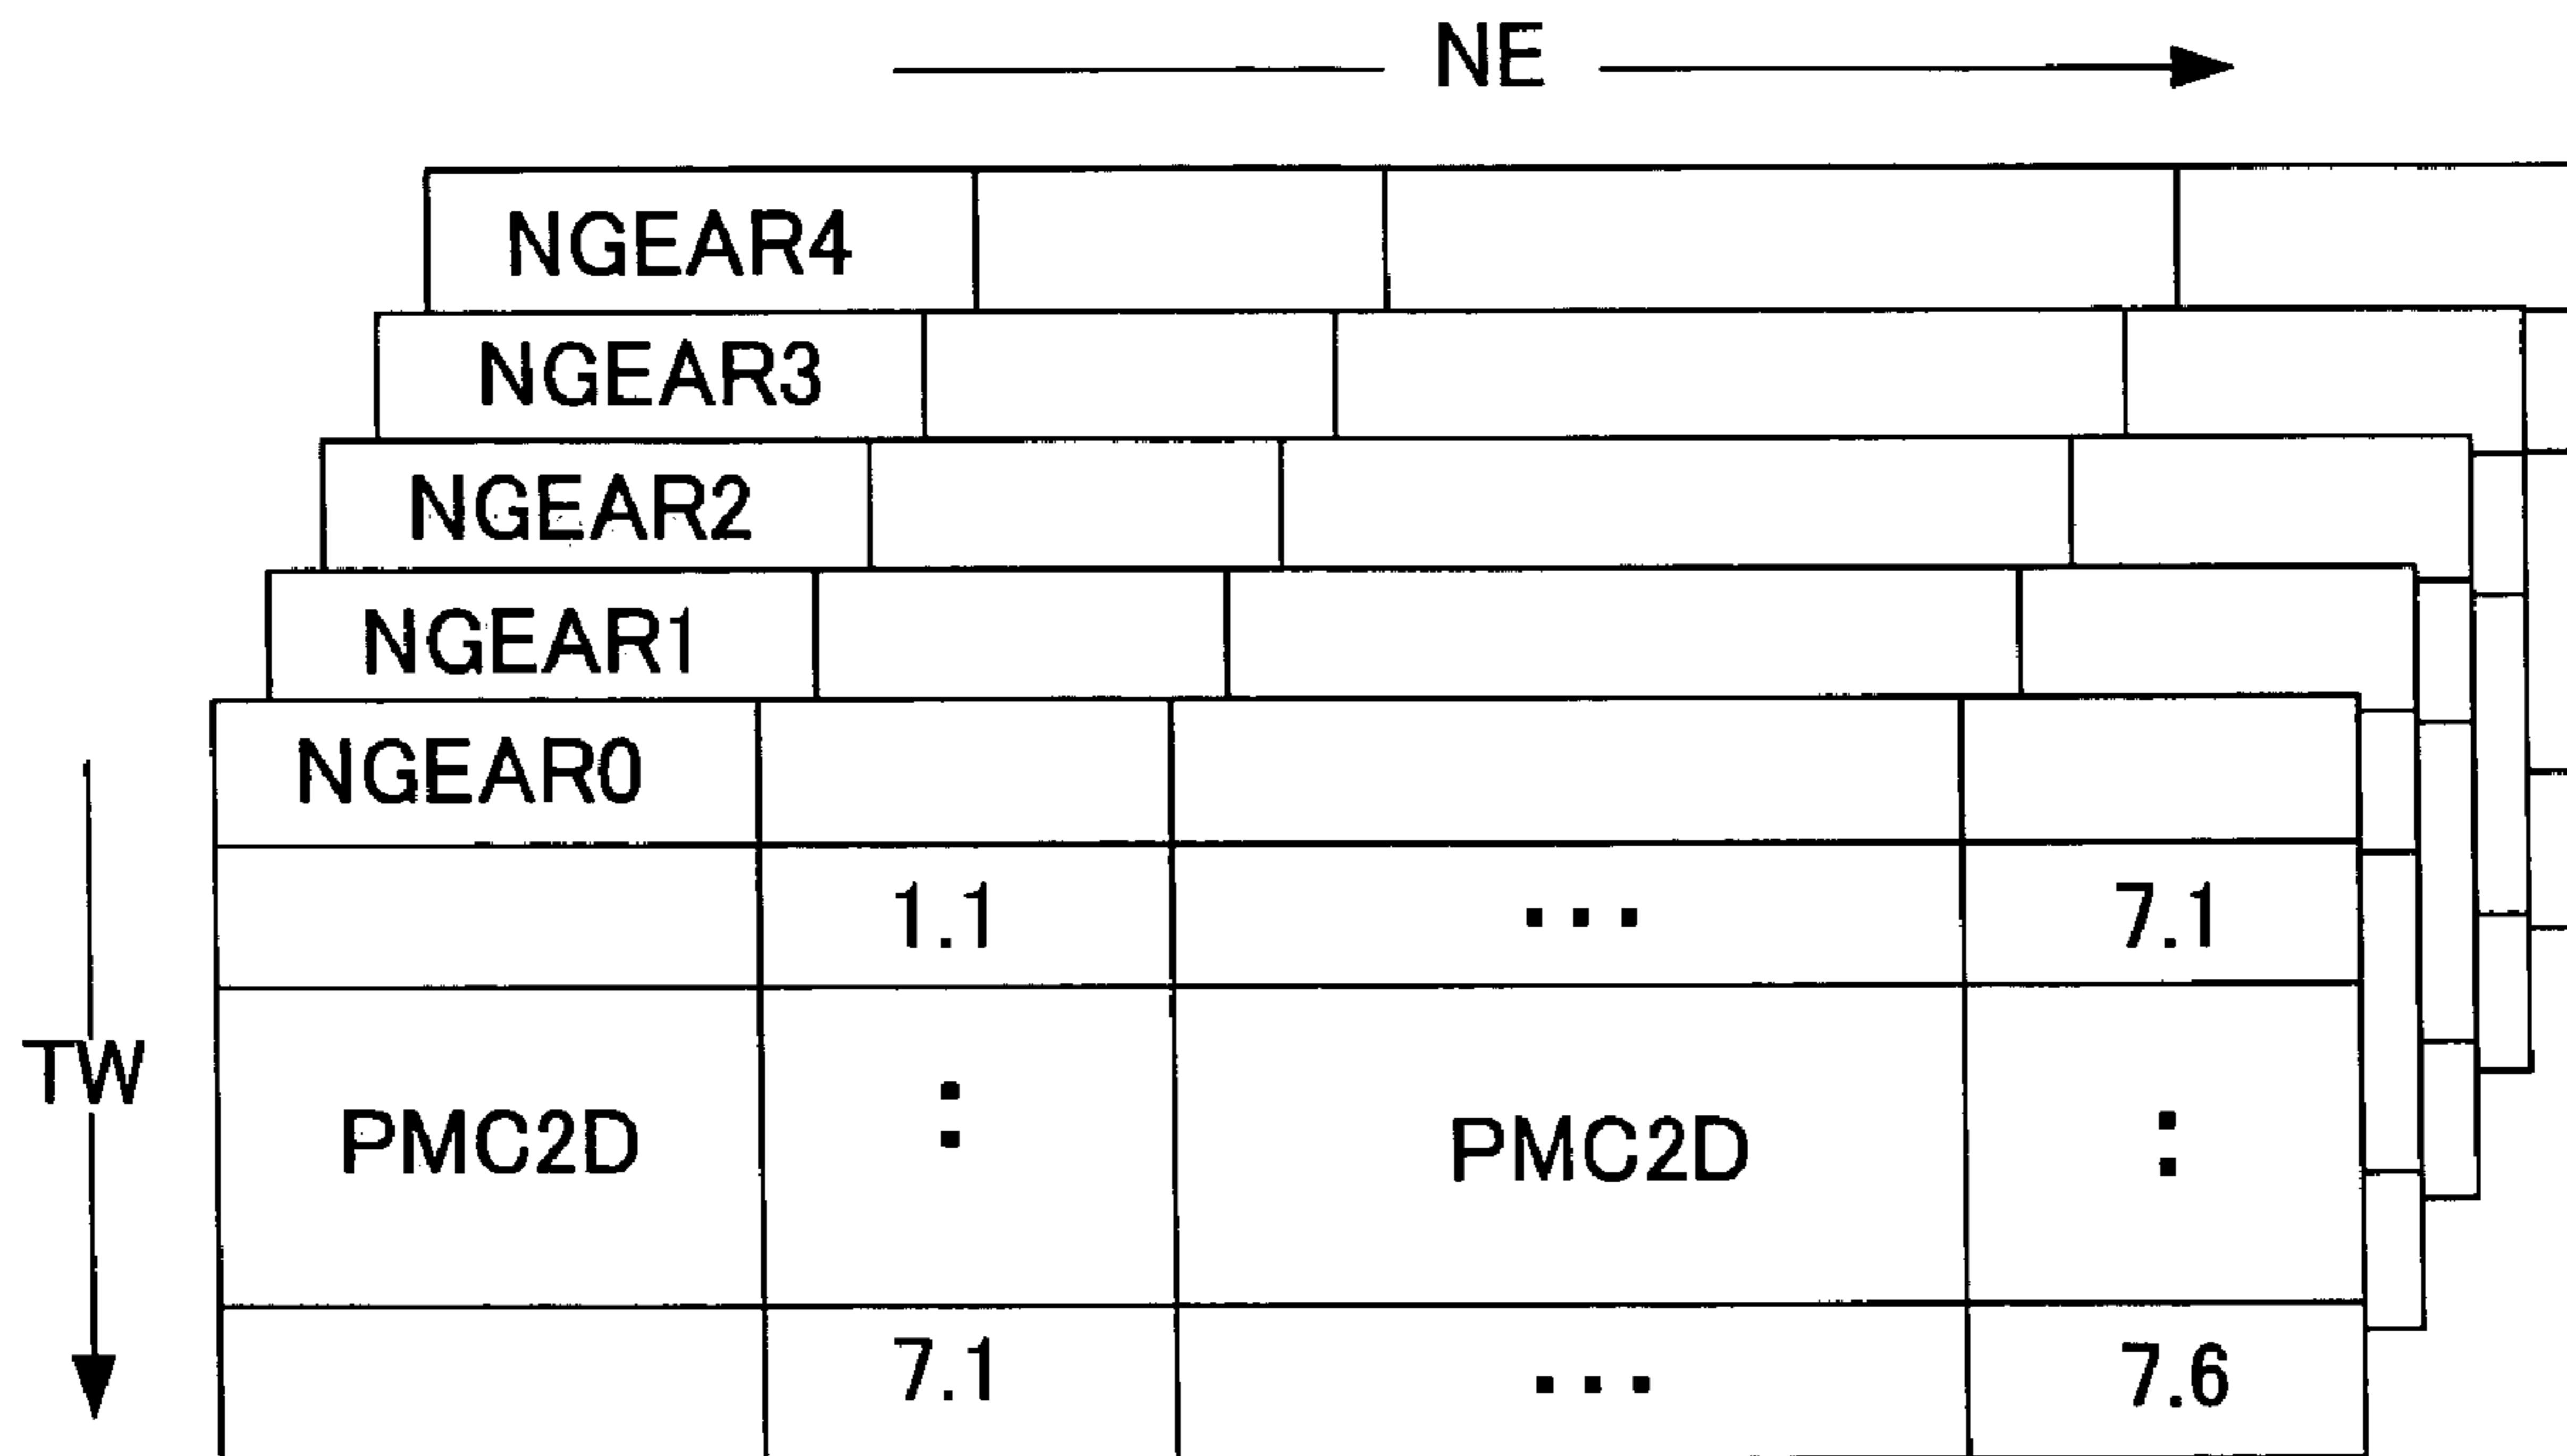 NE
NGEAR4
NGEAR3
NGEAR2
NGEAR1
NGEAR0
1.1 ... 7.1
TW
PMC2D : PMC2D :
7.1 ... 7.6